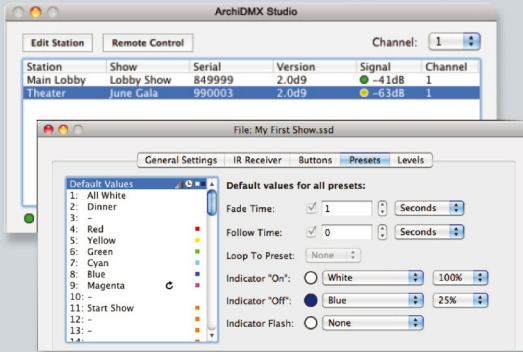 ArchiDMX Studio
Edit Station Remote Control Channel: 1
Station Show Serial Version Signal Channel
Main Lobby Lobby Show 849999 2.0d9 -41dB 1
Theater June Gala 990003 2.0d9 -63dB 1
File: My First Show.ssd
General Settings IR Receiver Buttons Presets Levels
Default Values
1: All White
2: Dinner
3: -
4: Red
5: Yellow
6: Green
7: Cyan
8: Blue
9: Magenta
10: -
11: Start Show
12: -
13: -
14:
Default values for all presets:
Fade Time: 1 Seconds
Follow Time: 0 Seconds
Loop To Preset: None
Indicator "On": White 100%
Indicator "Off": Blue 25%
Indicator Flash: None